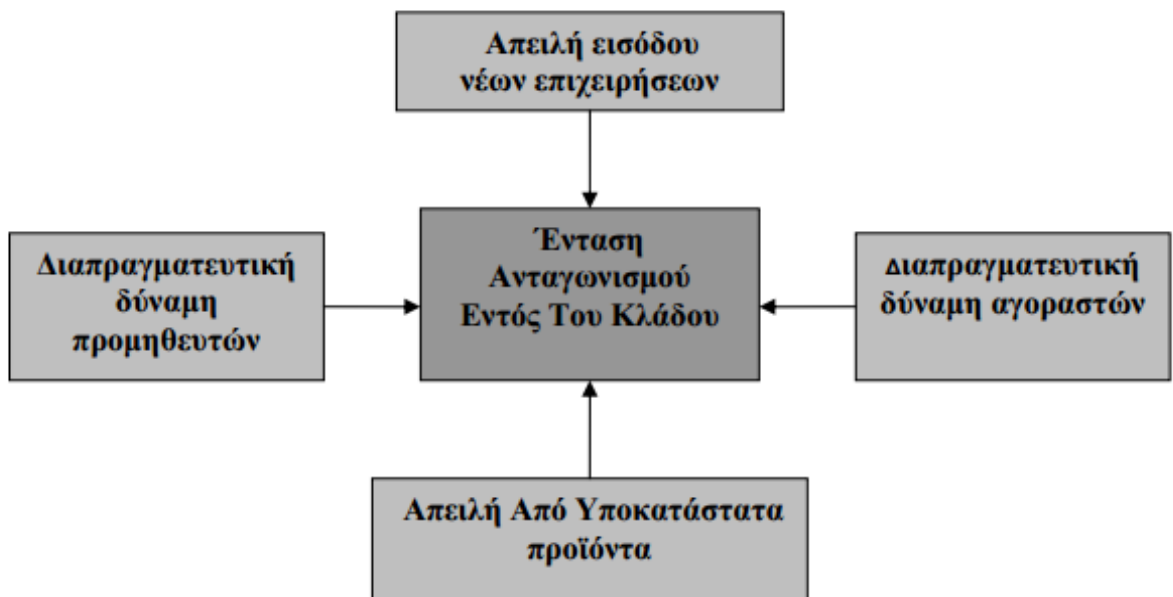 Απειλή εισόδου
νέων επιχειρήσεων
Διαπραγματευτική
δύναμη
προμηθευτών
Ένταση
Ανταγωνισμού
Εντός Του Κλάδου
Διαπραγματευτική
δύναμη αγοραστών
Απειλή Από Υποκατάστατα
προϊόντα